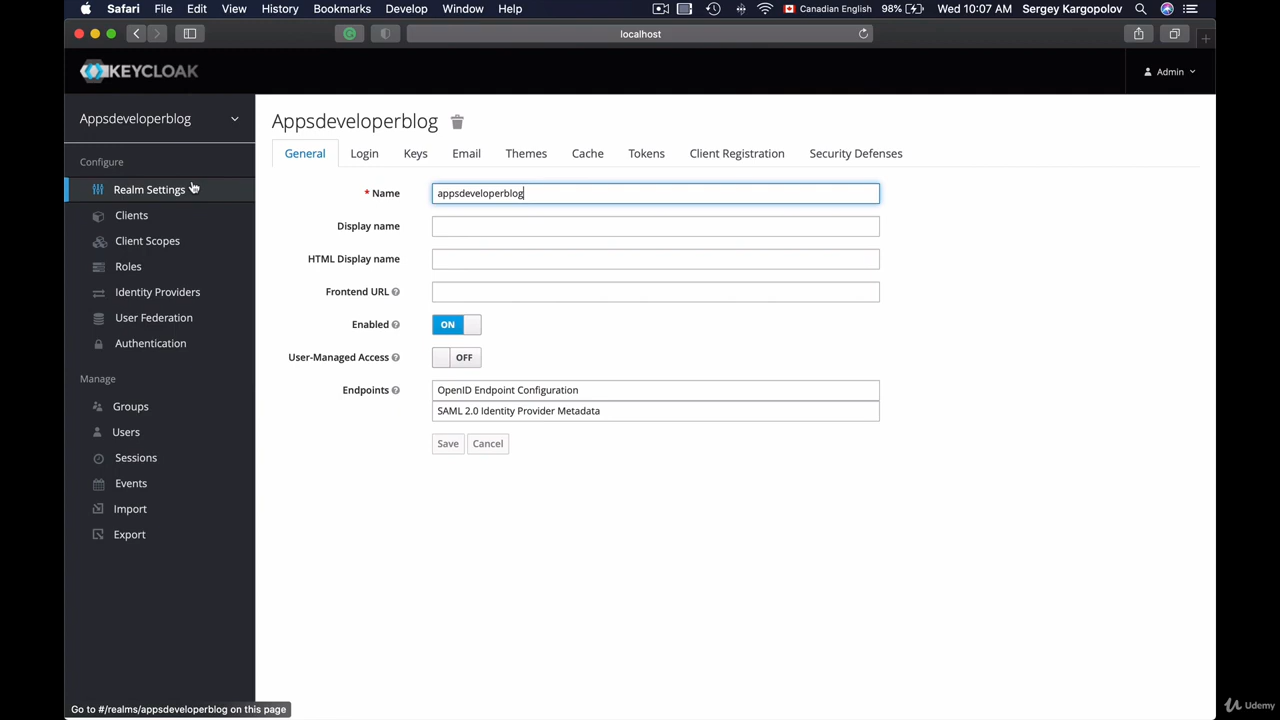 Safari File Edit View History Bookmarks Develop Window Help Canadian English 98% Wed 10:07 AM Sergey Kargopolov
localhost
KEYCLOAK
Admin
Appsdeveloperblog
Configure
Realm Settings
Clients
Client Scopes
Roles
Identity Providers
User Federation
Authentication
Manage
Groups
Users
Sessions
Events
Import
Export
Appsdeveloperblog
General Login Keys Email Themes Cache Tokens Client Registration Security Defenses
* Name appsdeveloperblog
Display name
HTML Display name
Frontend URL
Enabled ON
User-Managed Access OFF
Endpoints OpenID Endpoint Configuration
SAML 2.0 Identity Provider Metadata
Save Cancel
Go to #/realms/appsdeveloperblog on this page
Udemy